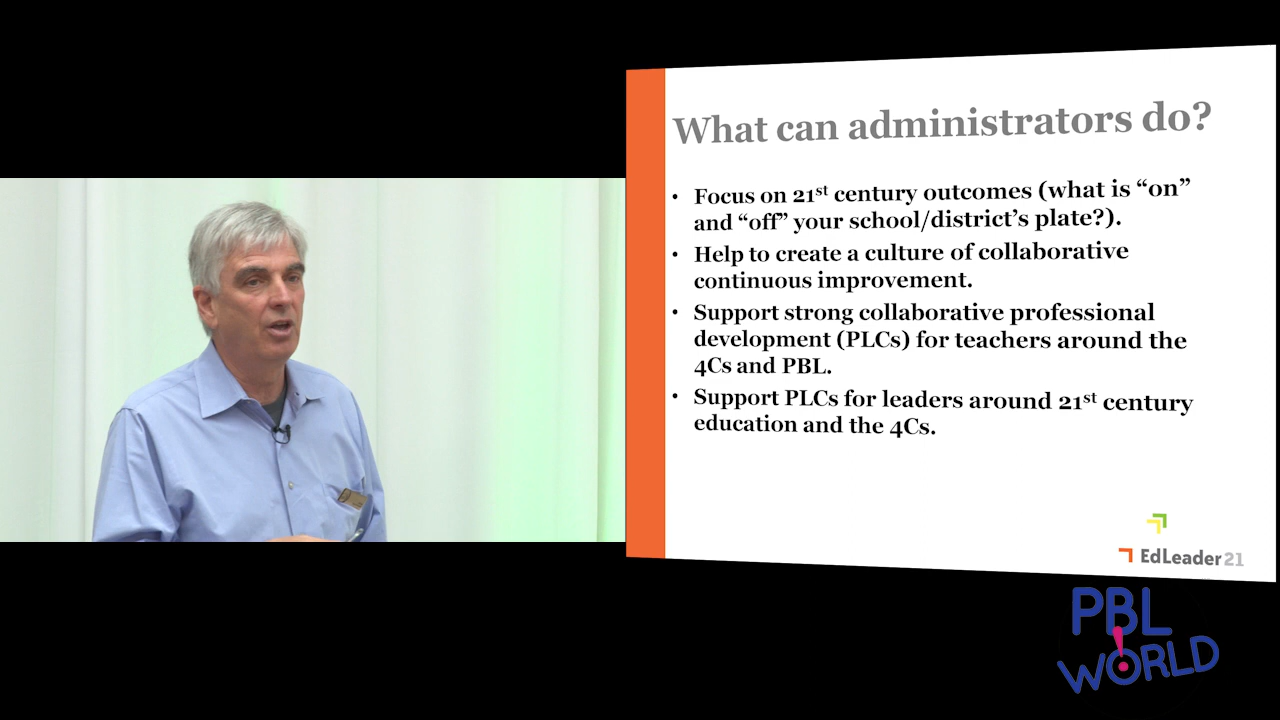 What can administrators do?
• Focus on 21st century outcomes (what is “on”
and “off” your school/district’s plate?).
• Help to create a culture of collaborative
continuous improvement.
• Support strong collaborative professional
development (PLCs) for teachers around the
4Cs and PBL.
• Support PLCs for leaders around 21st century
education and the 4Cs.
EdLeader21
PBL
WORLD